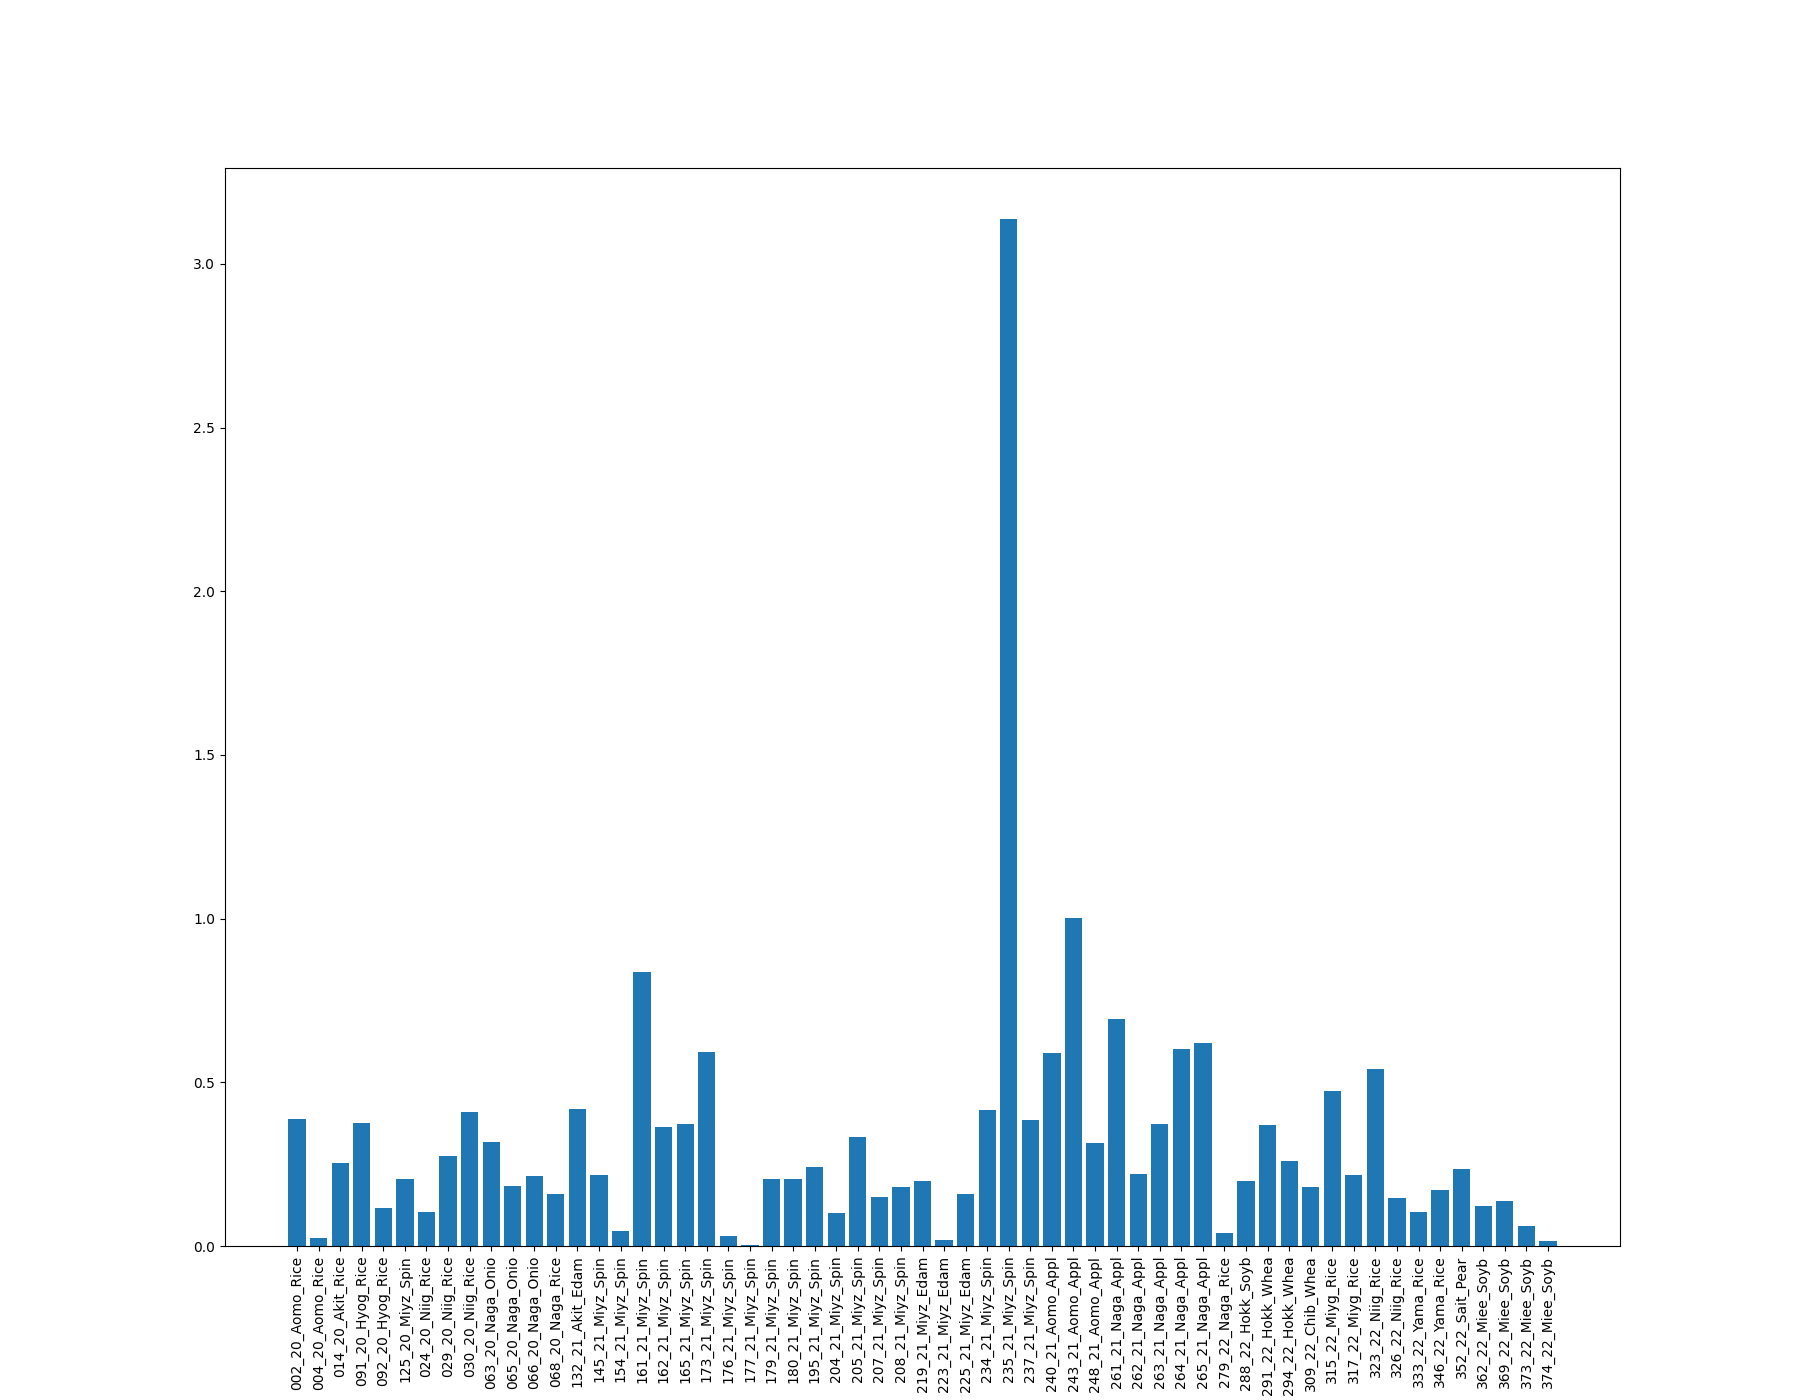 3.0
2.5
2.0
1.5
1.0
0.5
0.0
002_20_Aomo_Rice
004_20_Aomo_Rice
014_20_Akit_Rice
091_20_Hyog_Rice
092_20_Hyog_Rice
125_20_Miyz_Spin
024_20_Niig_Rice
029_20_Niig_Rice
030_20_Niig_Rice
063_20_Naga_Onio
065_20_Naga_Onio
066_20_Naga_Onio
068_20_Naga_Rice
132_21_Akit_Edam
145_21_Miyz_Spin
154_21_Miyz_Spin
161_21_Miyz_Spin
162_21_Miyz_Spin
165_21_Miyz_Spin
173_21_Miyz_Spin
176_21_Miyz_Spin
177_21_Miyz_Spin
179_21_Miyz_Spin
180_21_Miyz_Spin
195_21_Miyz_Spin
204_21_Miyz_Spin
205_21_Miyz_Spin
207_21_Miyz_Spin
208_21_Miyz_Spin
219_21_Miyz_Edam
223_21_Miyz_Edam
225_21_Miyz_Edam
234_21_Miyz_Spin
235_21_Miyz_Spin
237_21_Miyz_Spin
240_21_Aomo_Appl
243_21_Aomo_Appl
248_21_Aomo_Appl
261_21_Naga_Appl
262_21_Naga_Appl
263_21_Naga_Appl
264_21_Naga_Appl
265_21_Naga_Appl
279_22_Naga_Rice
288_22_Hokk_Soyb
291_22_Hokk_Whea
294_22_Hokk_Whea
309_22_Chib_Whea
315_22_Miyg_Rice
317_22_Miyg_Rice
323_22_Niig_Rice
326_22_Niig_Rice
333_22_Yama_Rice
346_22_Yama_Rice
352_22_Sait_Pear
362_22_Miee_Soyb
369_22_Miee_Soyb
373_22_Miee_Soyb
374_22_Miee_Soyb